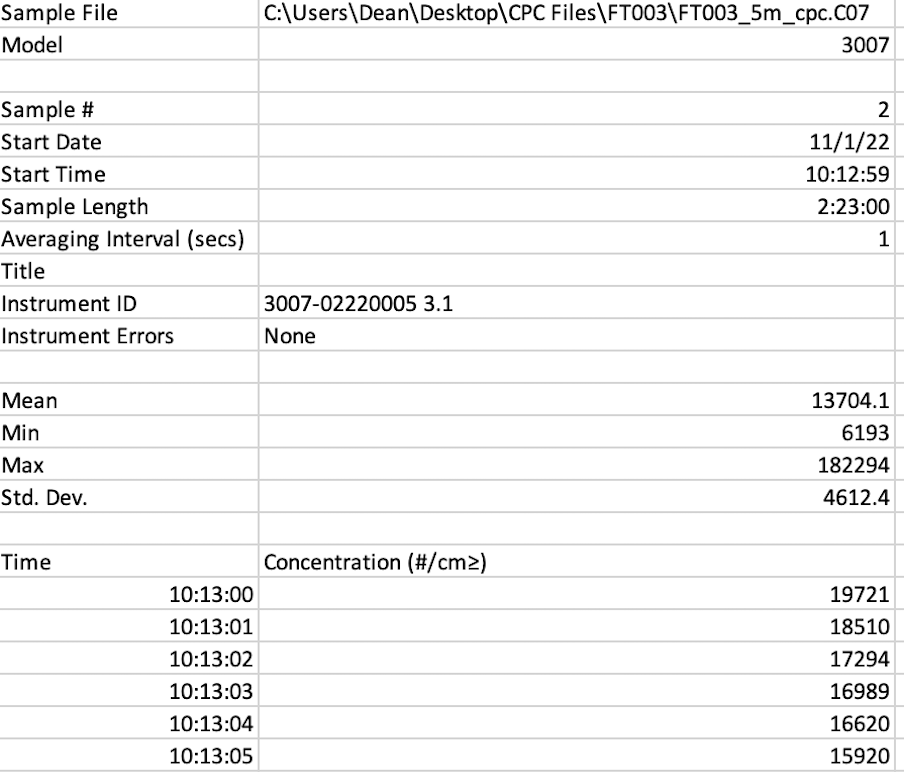 Sample File C:\Users\Dean\Desktop\CPC Files\FT003\FT003_5m_cpc.C07
Model 3007
Sample # 2
Start Date 11/1/22
Start Time 10:12:59
Sample Length 2:23:00
Averaging Interval (secs) 1
Title
Instrument ID 3007-02220005 3.1
Instrument Errors None
Mean 13704.1
Min 6193
Max 182294
Std. Dev. 4612.4
Time Concentration (#/cm≥)
10:13:00 19721
10:13:01 18510
10:13:02 17294
10:13:03 16989
10:13:04 16620
10:13:05 15920